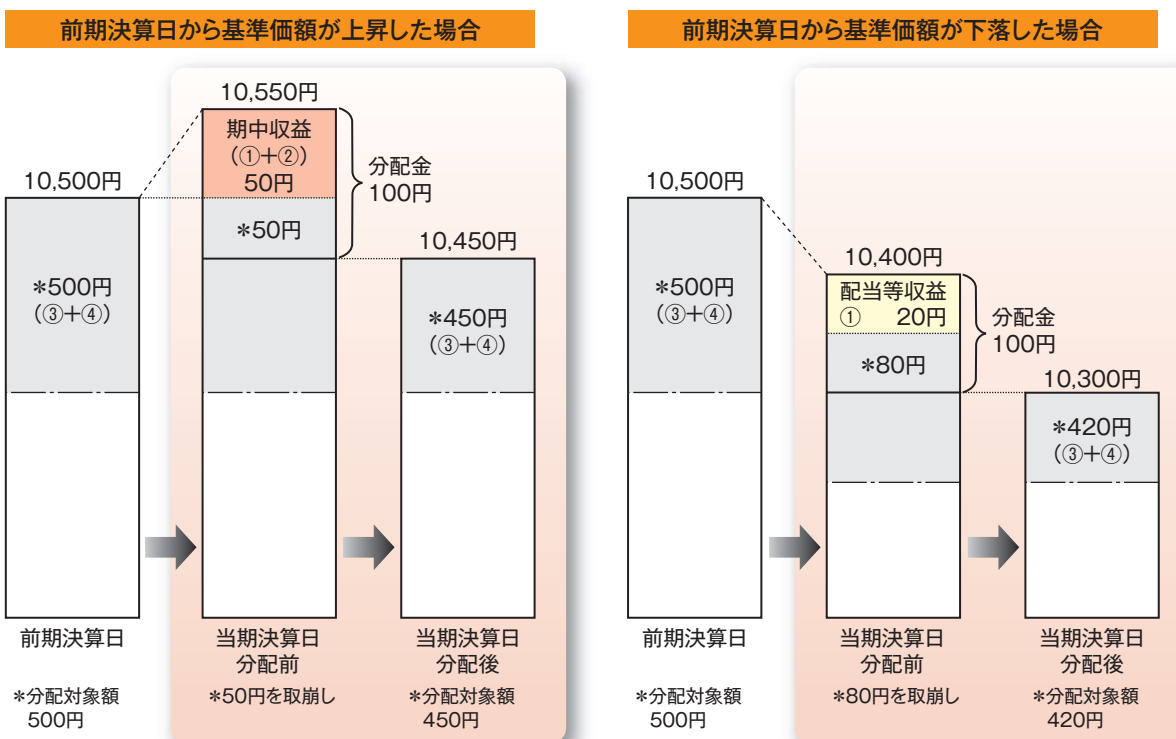 前期決算日から基準価額が上昇した場合
10,550円
期中収益
（①＋②）
50円
分配金
100円
10,500円
＊50円
10,450円
＊500円
（③＋④）
＊450円
（③＋④）
前期決算日
当期決算日
分配前
当期決算日
分配後
＊分配対象額
500円
＊50円を取崩し
＊分配対象額
450円
前期決算日から基準価額が下落した場合
10,500円
10,400円
配当等収益
① 20円
分配金
100円
＊500円
（③＋④）
＊80円
10,300円
＊420円
（③＋④）
前期決算日
当期決算日
分配前
当期決算日
分配後
＊分配対象額
500円
＊80円を取崩し
＊分配対象額
420円